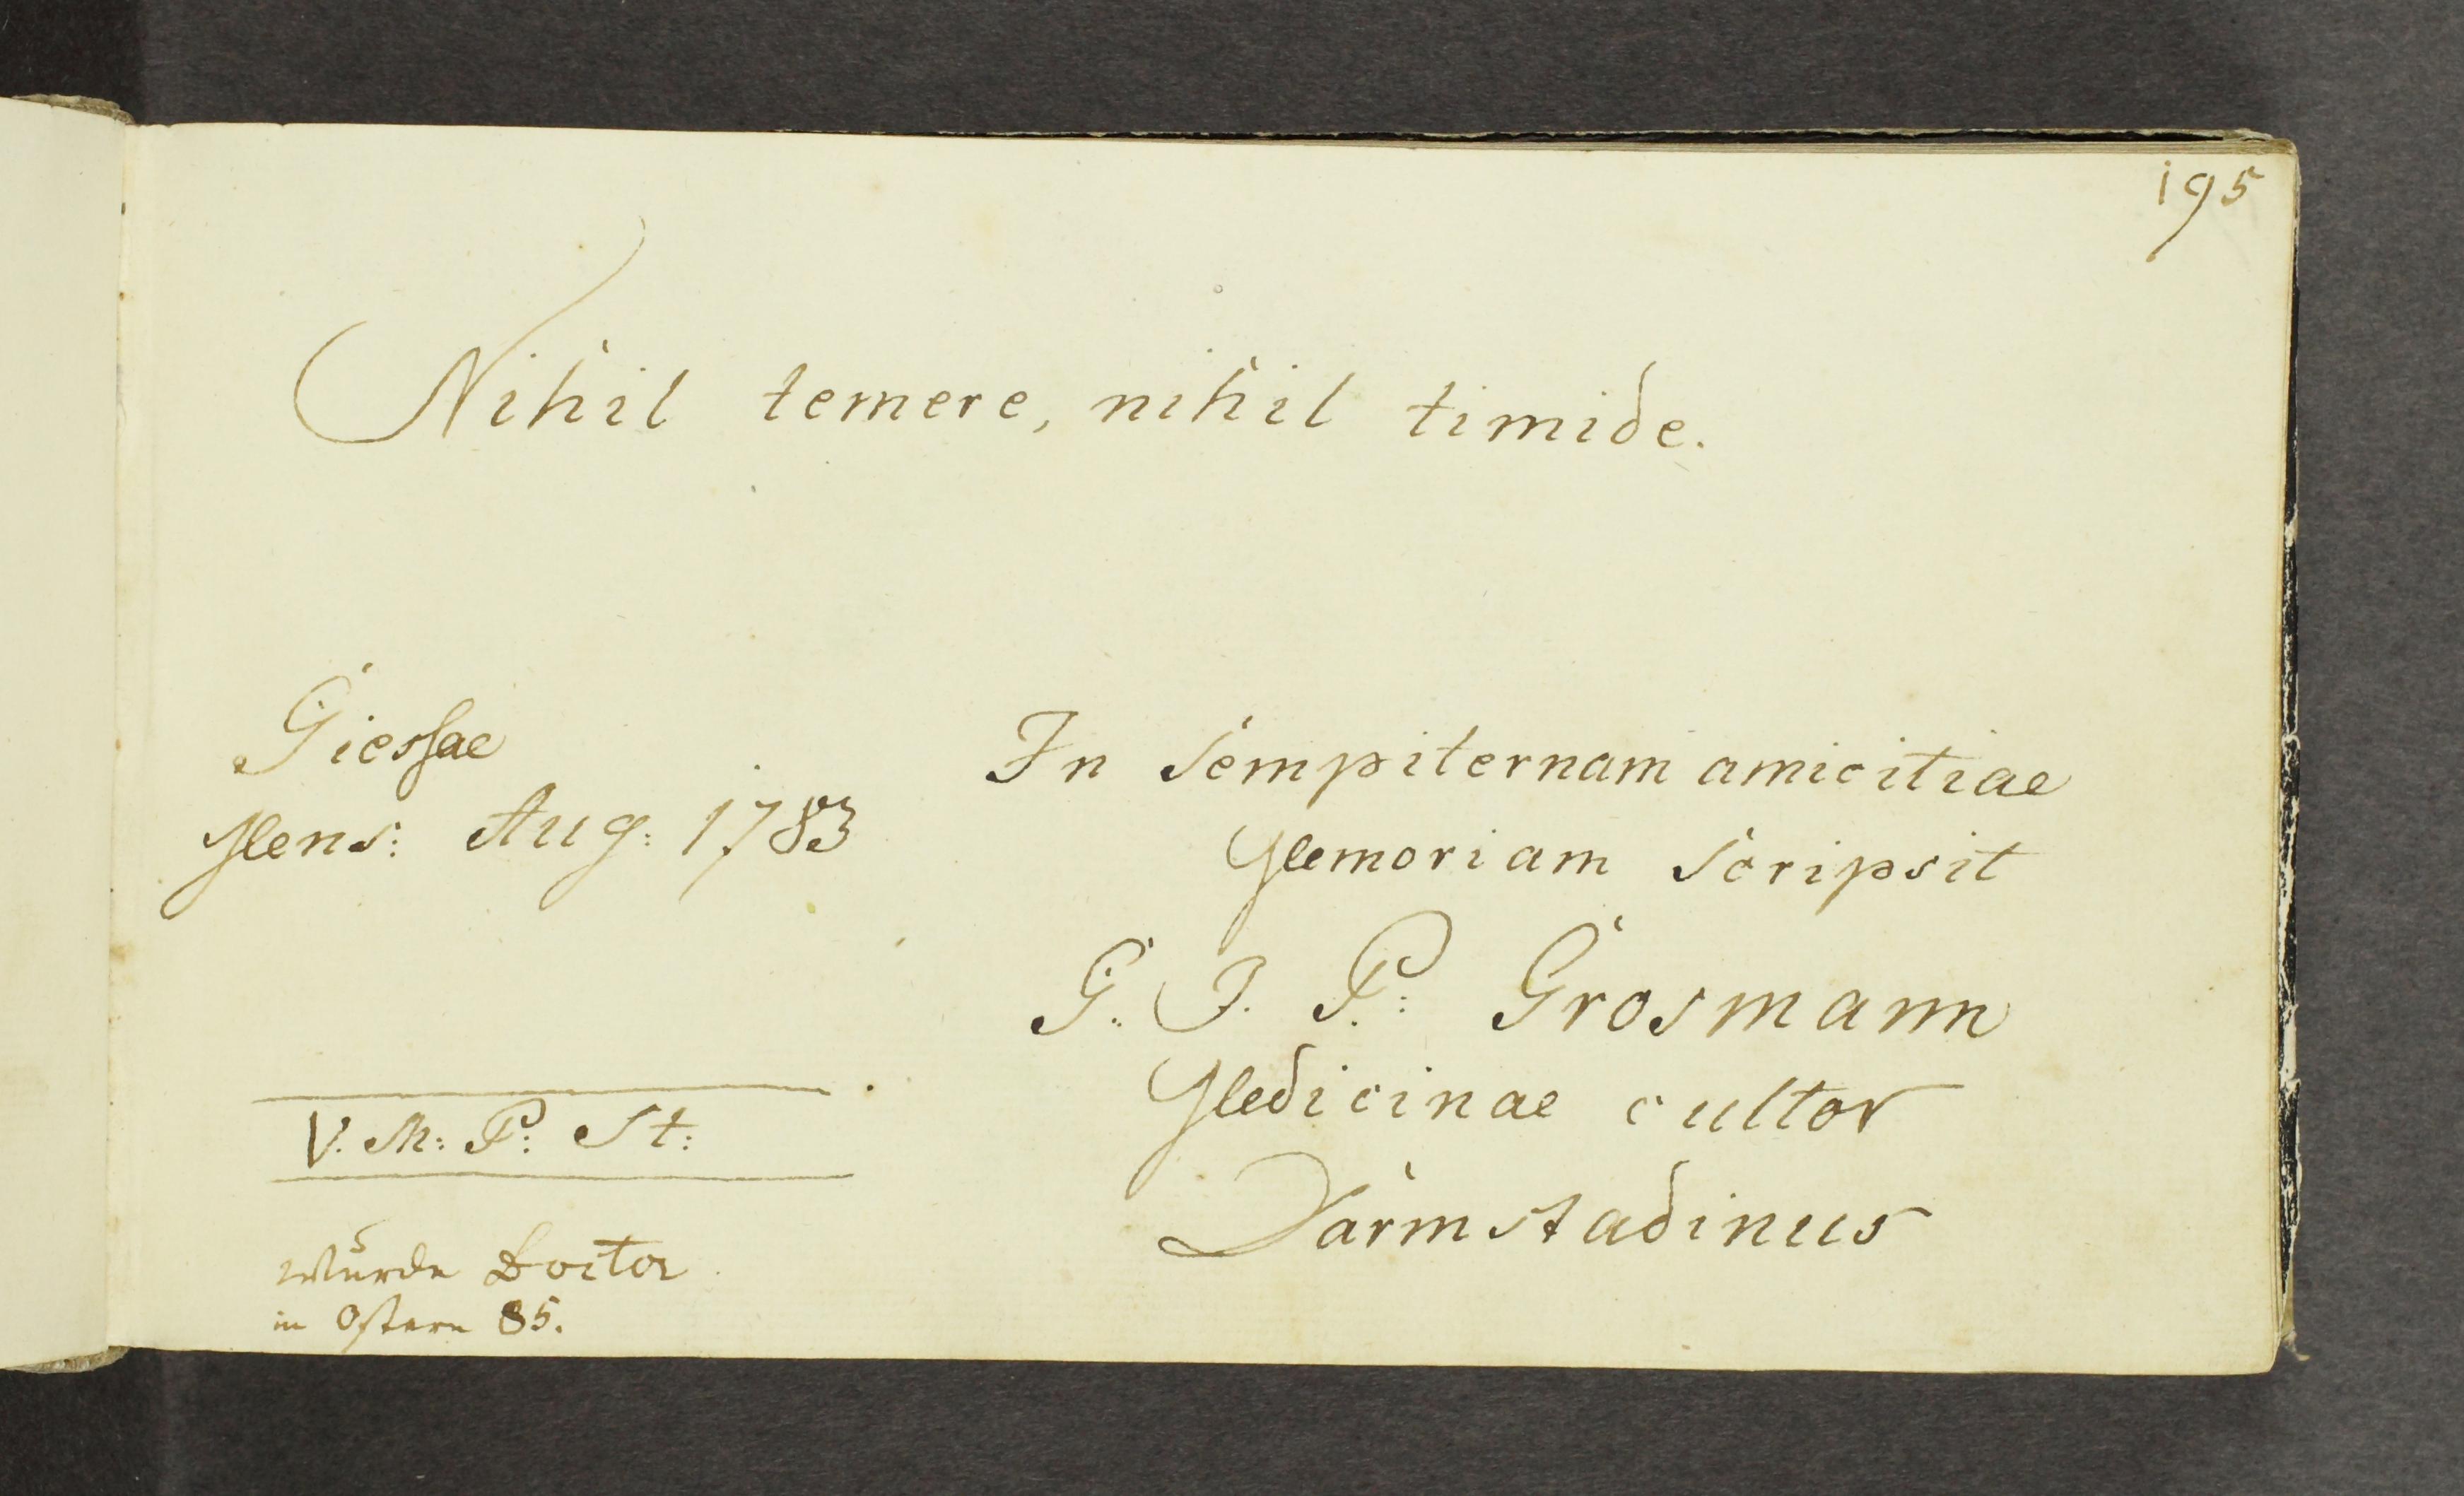 195
Nihil temere, nihil timide.
Giessae
Mens: Aug: 1783
In Sempiternam amicitiae
Memoriam Scripsit
G. J. P: Grosmann
Medicinae cultor
Darmstadinus
V. M: P: St:
wurde Doctor
in Ostern 85.